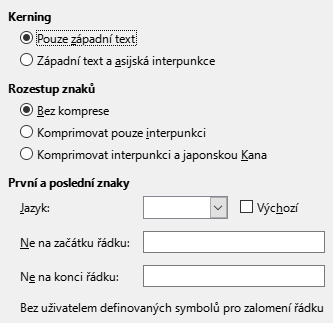 Kerning
Pouze západní text
Západní text a asijská interpunkce
Rozestup znaků
Bez komprese
Komprimovat pouze interpunkci
Komprimovat interpunkci a japonskou Kana
První a poslední znaky
Jazyk:
Výchozí
Ne na začátku řádku:
Ne na konci řádku:
Bez uživatelem definovaných symbolů pro zalomení řádku